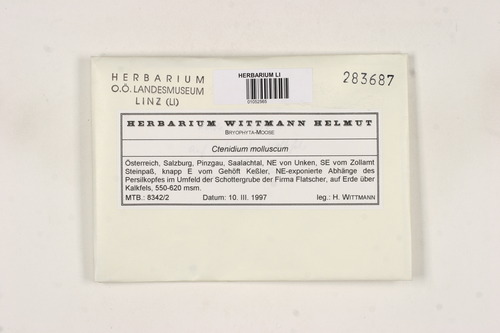 HERBARIUM
O.Ö. LANDESMUSEUM
LINZ (LI)
HERBARIUM LI
01052565
283687
HERBARIUM WITTMANN HELMUT
BRYOPHYTA-MOOSE
Ctenidium molluscum
Österreich, Salzburg, Pinzgau, Saalachtal, NE von Unken, SE vom Zollamt
Steinpaß, knapp E vom Gehöft Keßler, NE-exponierte Abhänge des
Persilkopfes im Umfeld der Schottergrube der Firma Flatscher, auf Erde über
Kalkfels, 550-620 msm.
MTB.: 8342/2 Datum: 10. III. 1997 leg.: H. WITTMANN